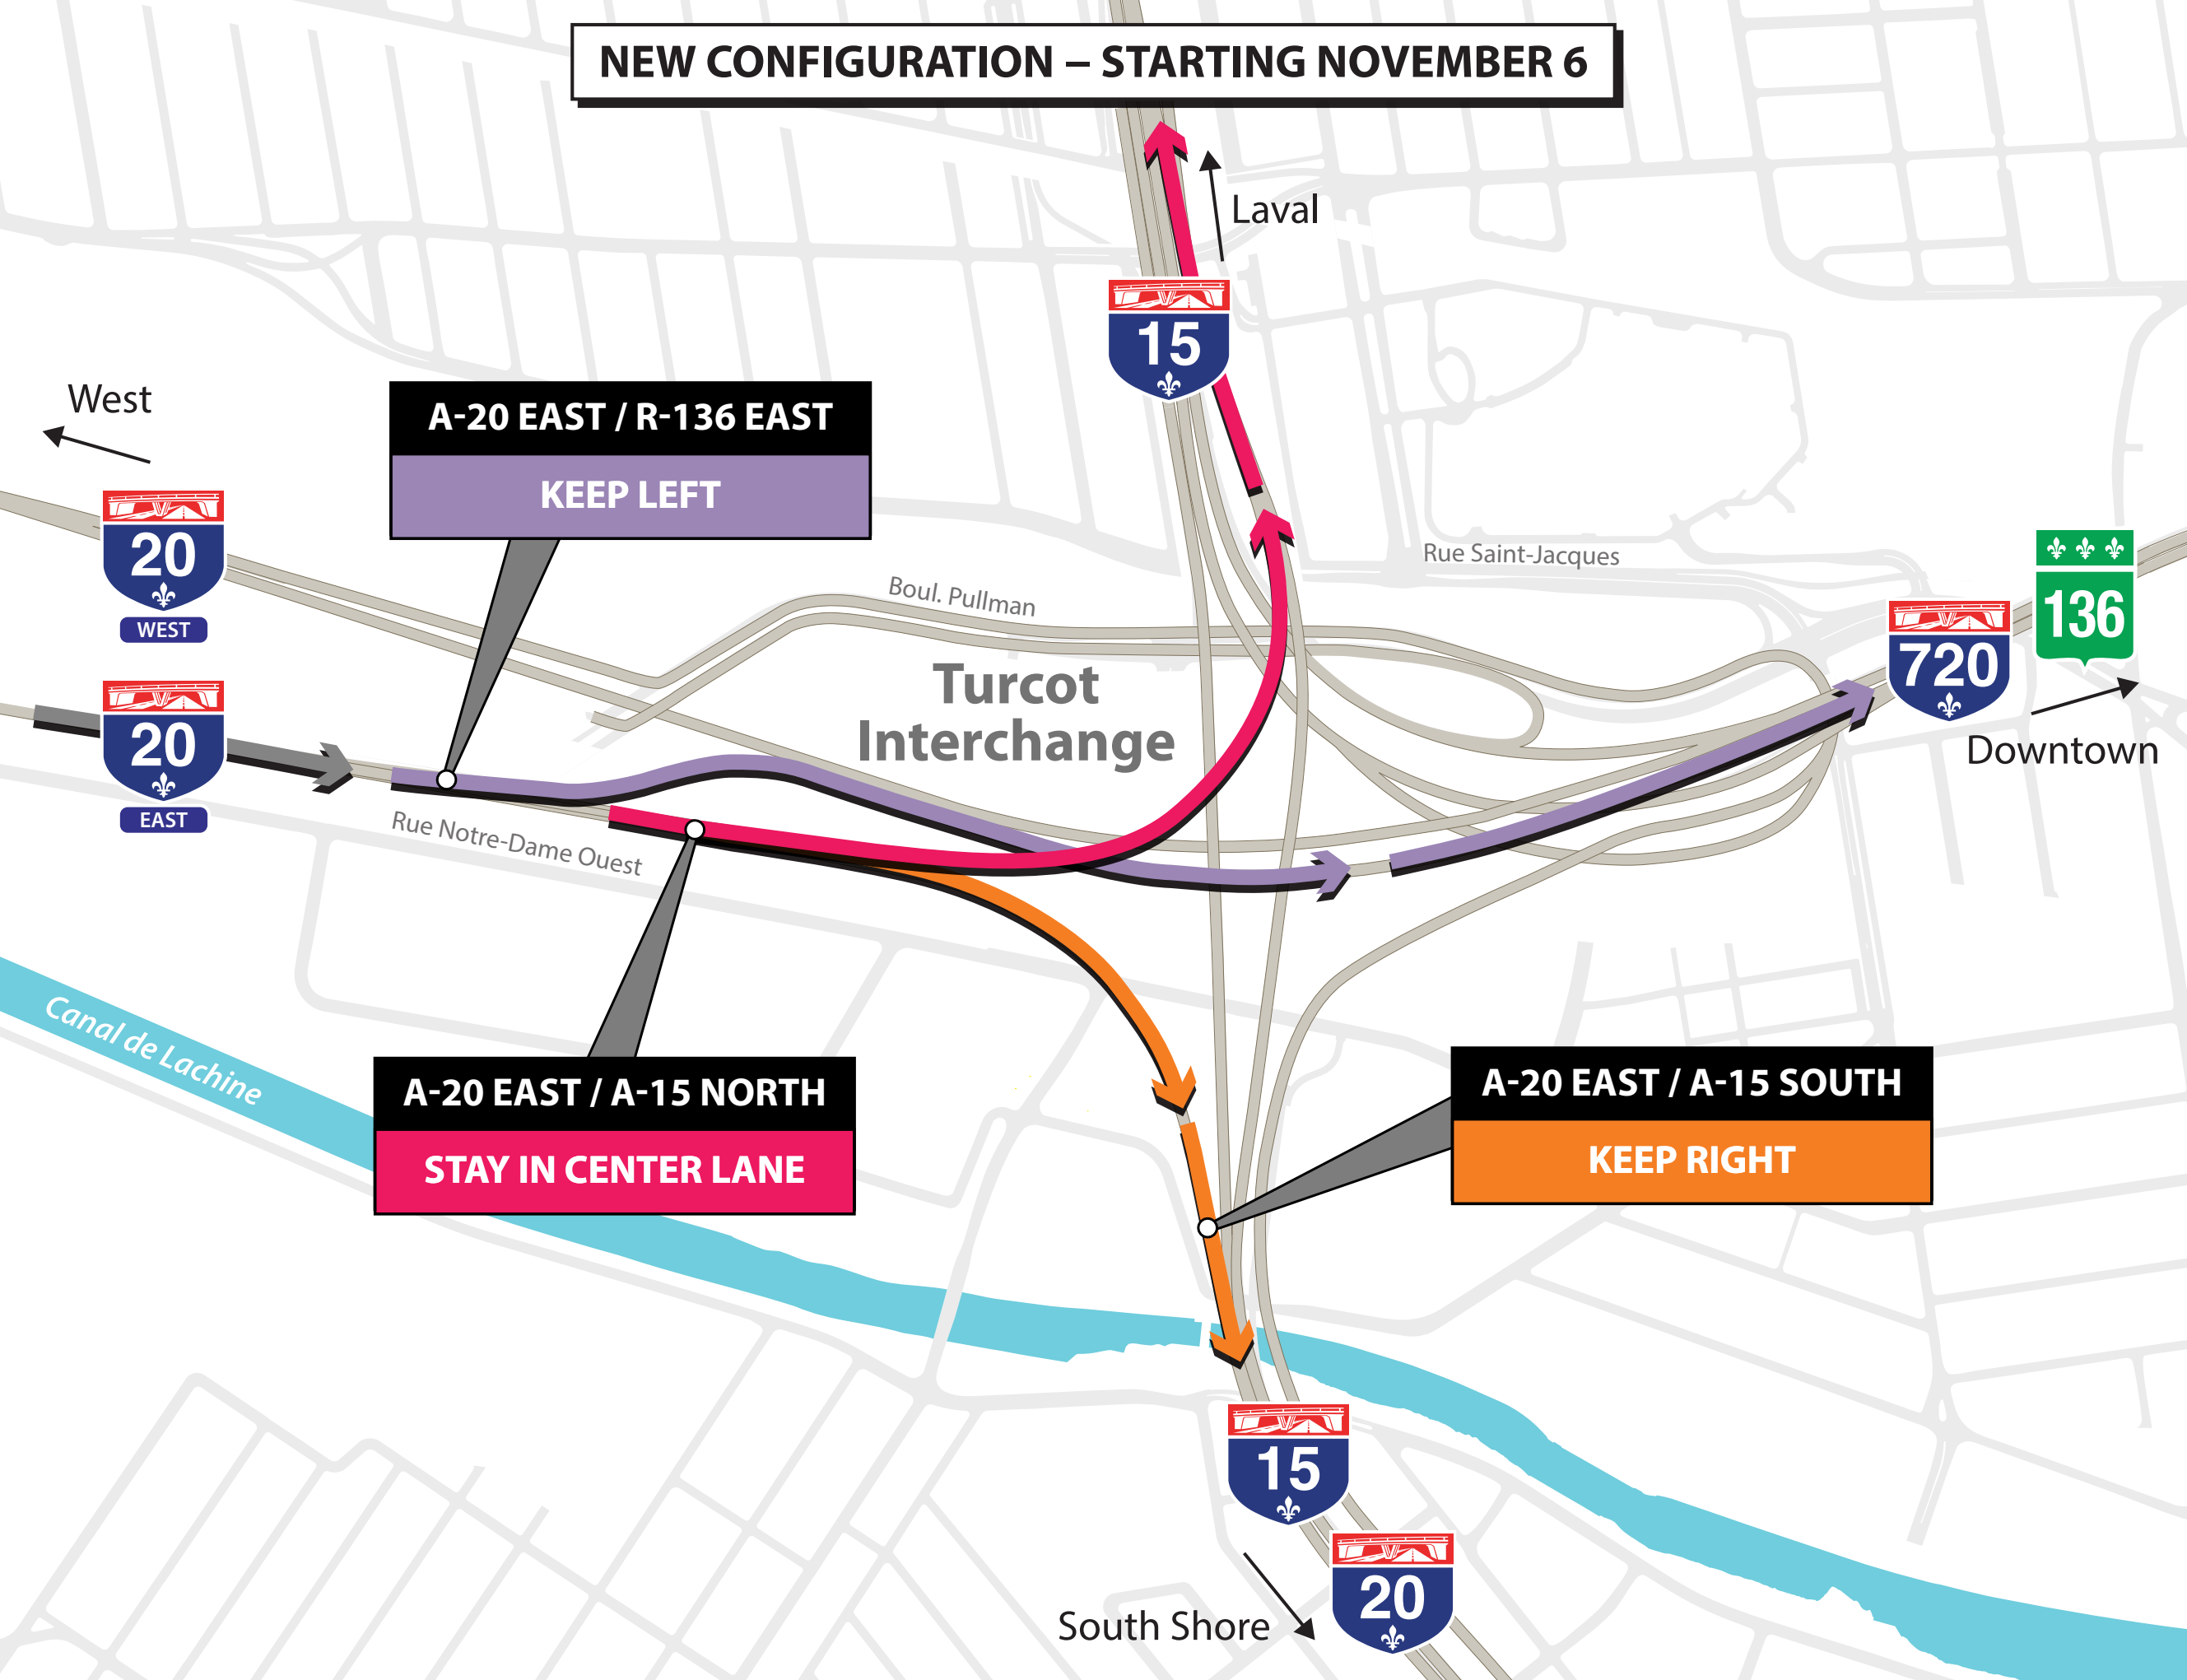 NEW CONFIGURATION – STARTING NOVEMBER 6
Laval
15
West
A-20 EAST / R-136 EAST
KEEP LEFT
20
WEST
Rue Saint-Jacques
Boul. Pullman
136
720
Downtown
Turcot
Interchange
20
EAST
Rue Notre-Dame Ouest
Canal de Lachine
A-20 EAST / A-15 NORTH
STAY IN CENTER LANE
A-20 EAST / A-15 SOUTH
KEEP RIGHT
15
20
South Shore